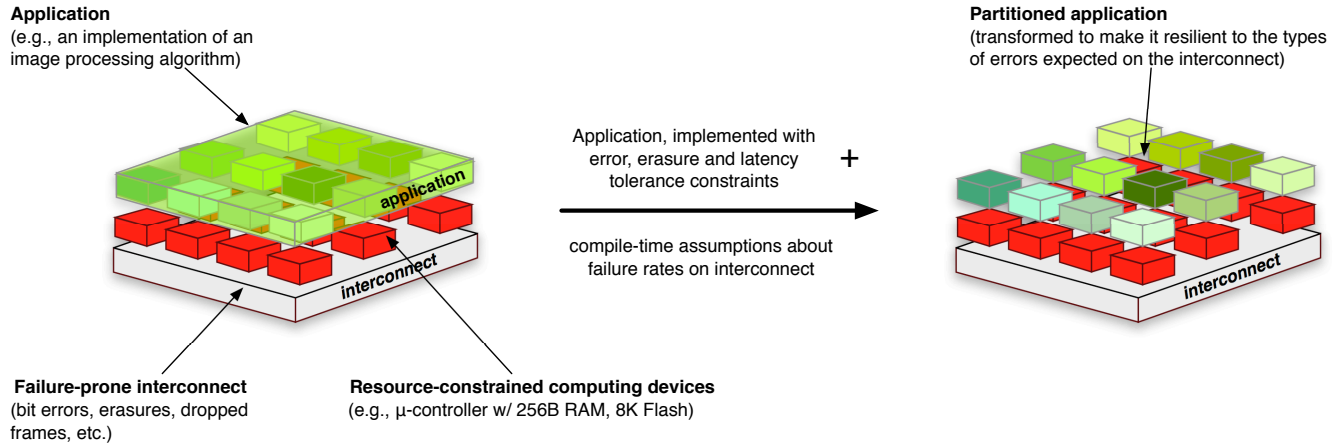 Application
(e.g., an implementation of an
image processing algorithm)
Partitioned application
(transformed to make it resilient to the types
of errors expected on the interconnect)
application
interconnect
Application, implemented with
error, erasure and latency
tolerance constraints
+
compile-time assumptions about
failure rates on interconnect
interconnect
Failure-prone interconnect
(bit errors, erasures, dropped
frames, etc.)
Resource-constrained computing devices
(e.g., μ-controller w/ 256B RAM, 8K Flash)